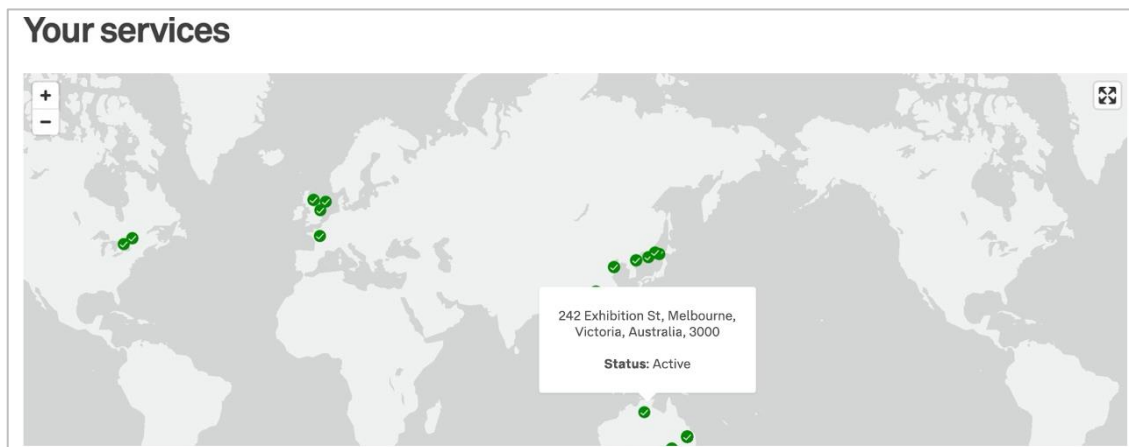 Your services
+
−
242 Exhibition St, Melbourne,
Victoria, Australia, 3000
Status: Active